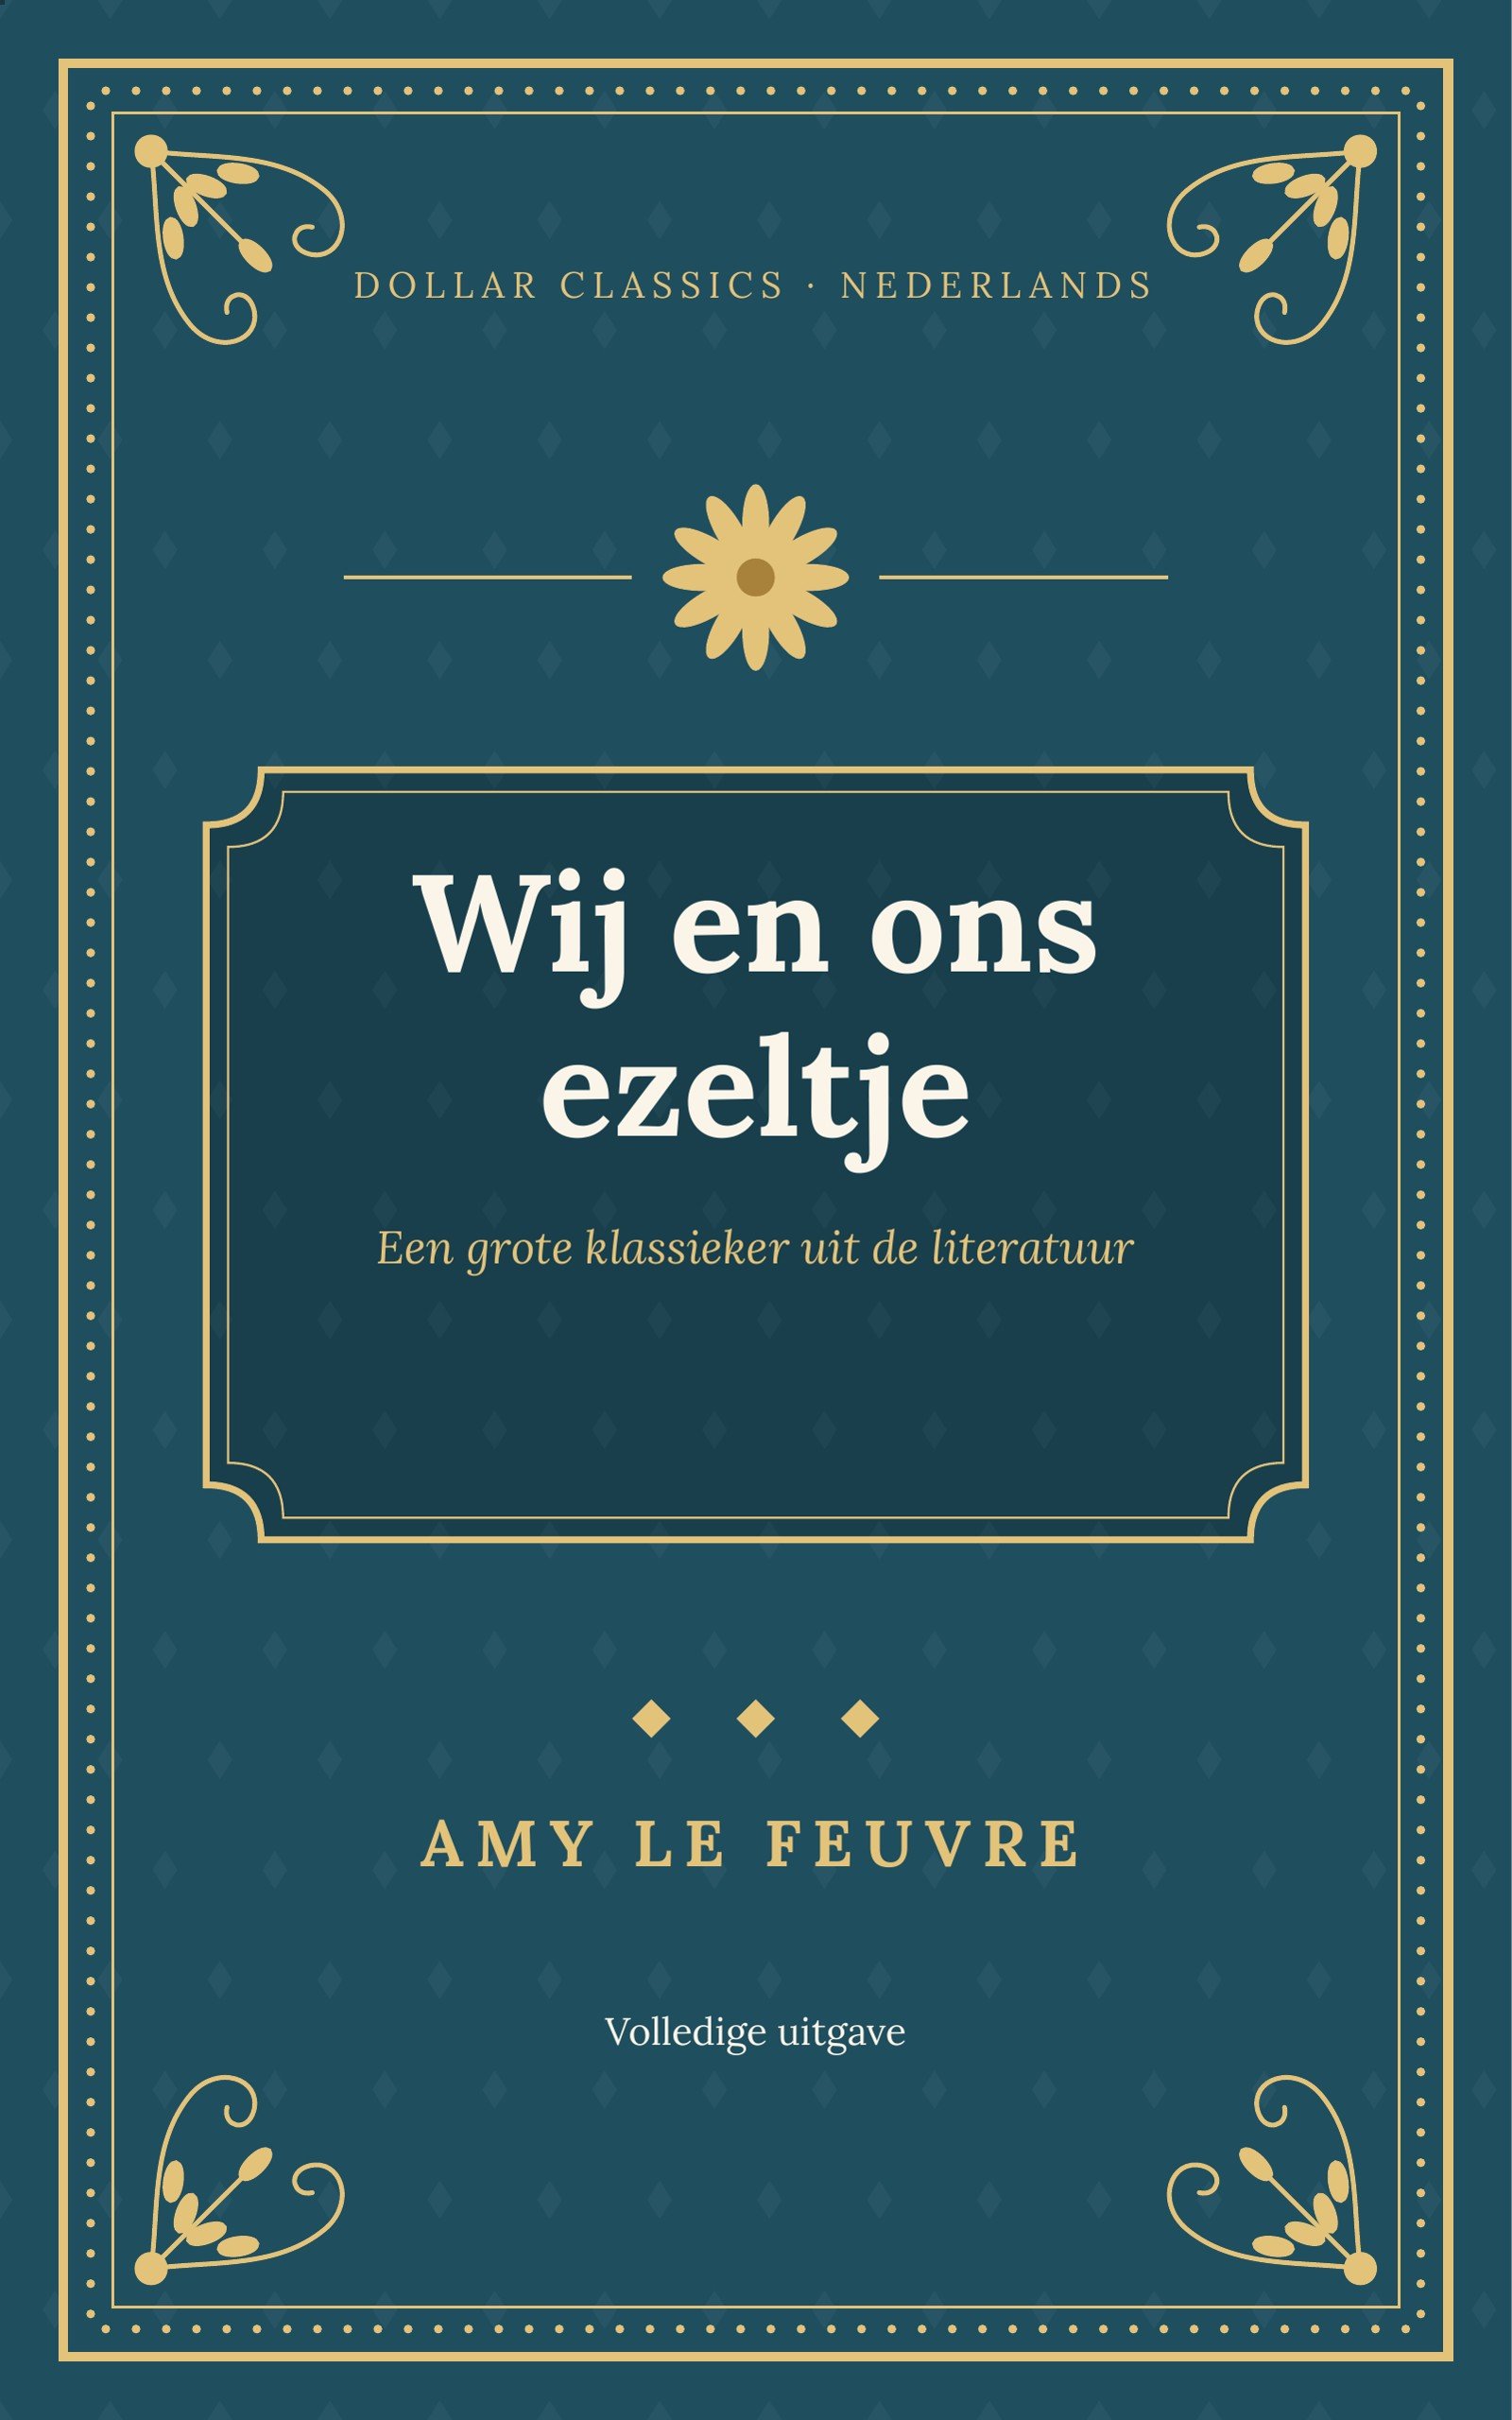 DOLLAR CLASSICS · NEDERLANDS
Wij en ons
ezeltje
Een grote klassieker uit de literatuur
AMY LE FEUVRE
Volledige uitgave